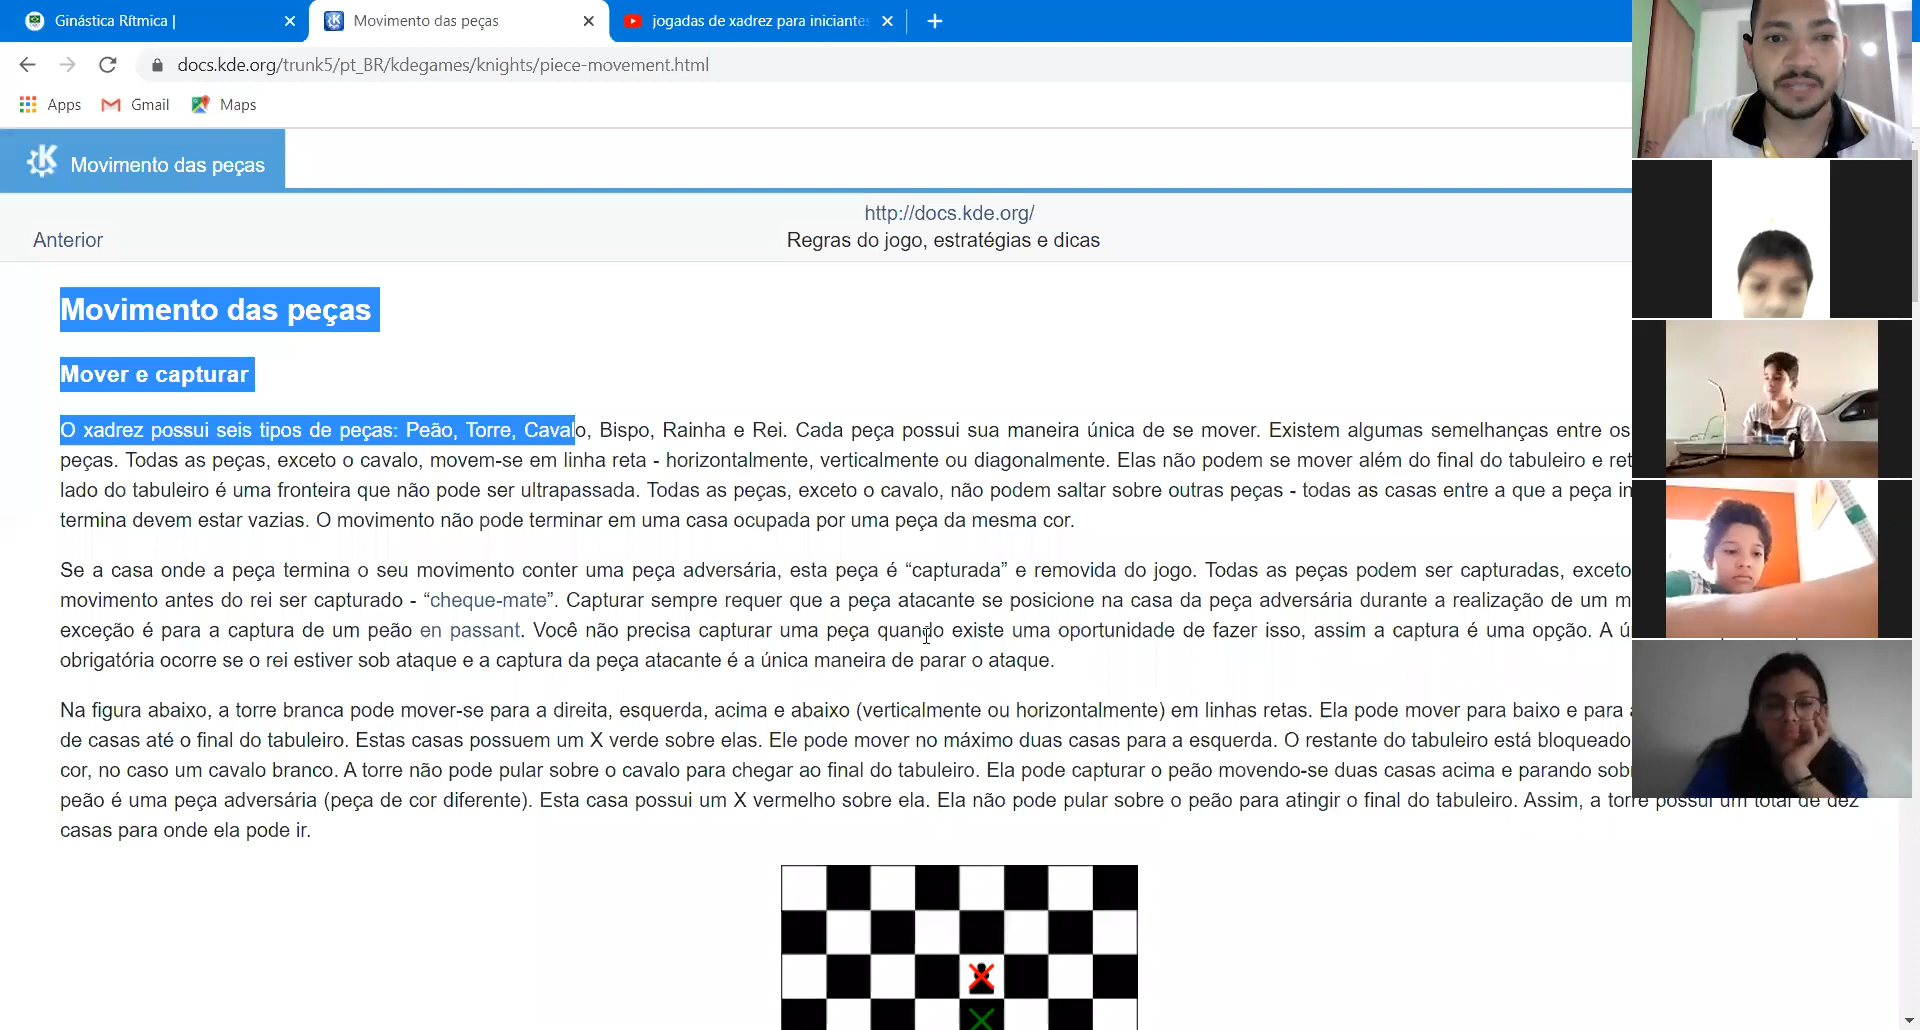 Ginástica Rítmica |
Movimento das peças
jogadas de xadrez para iniciantes
docs.kde.org/trunk5/pt_BR/kdegames/knights/piece-movement.html
Apps Gmail Maps
Movimento das peças
http://docs.kde.org/
Anterior
Regras do jogo, estratégias e dicas
Movimento das peças
Mover e capturar
O xadrez possui seis tipos de peças: Peão, Torre, Cavalo, Bispo, Rainha e Rei. Cada peça possui sua maneira única de se mover. Existem algumas semelhanças entre os
peças. Todas as peças, exceto o cavalo, movem-se em linha reta - horizontalmente, verticalmente ou diagonalmente. Elas não podem se mover além do final do tabuleiro e ret
lado do tabuleiro é uma fronteira que não pode ser ultrapassada. Todas as peças, exceto o cavalo, não podem saltar sobre outras peças - todas as casas entre a que a peça in
termina devem estar vazias. O movimento não pode terminar em uma casa ocupada por uma peça da mesma cor.
Se a casa onde a peça termina o seu movimento conter uma peça adversária, esta peça é “capturada” e removida do jogo. Todas as peças podem ser capturadas, exceto
movimento antes do rei ser capturado - “cheque-mate”. Capturar sempre requer que a peça atacante se posicione na casa da peça adversária durante a realização de um m
exceção é para a captura de um peão en passant. Você não precisa capturar uma peça quando existe uma oportunidade de fazer isso, assim a captura é uma opção. A ú
obrigatória ocorre se o rei estiver sob ataque e a captura da peça atacante é a única maneira de parar o ataque.
Na figura abaixo, a torre branca pode mover-se para a direita, esquerda, acima e abaixo (verticalmente ou horizontalmente) em linhas retas. Ela pode mover para baixo e para
de casas até o final do tabuleiro. Estas casas possuem um X verde sobre elas. Ele pode mover no máximo duas casas para a esquerda. O restante do tabuleiro está bloqueado
cor, no caso um cavalo branco. A torre não pode pular sobre o cavalo para chegar ao final do tabuleiro. Ela pode capturar o peão movendo-se duas casas acima e parando sob
peão é uma peça adversária (peça de cor diferente). Esta casa possui um X vermelho sobre ela. Ela não pode pular sobre o peão para atingir o final do tabuleiro. Assim, a torre possui um total de dez
casas para onde ela pode ir.